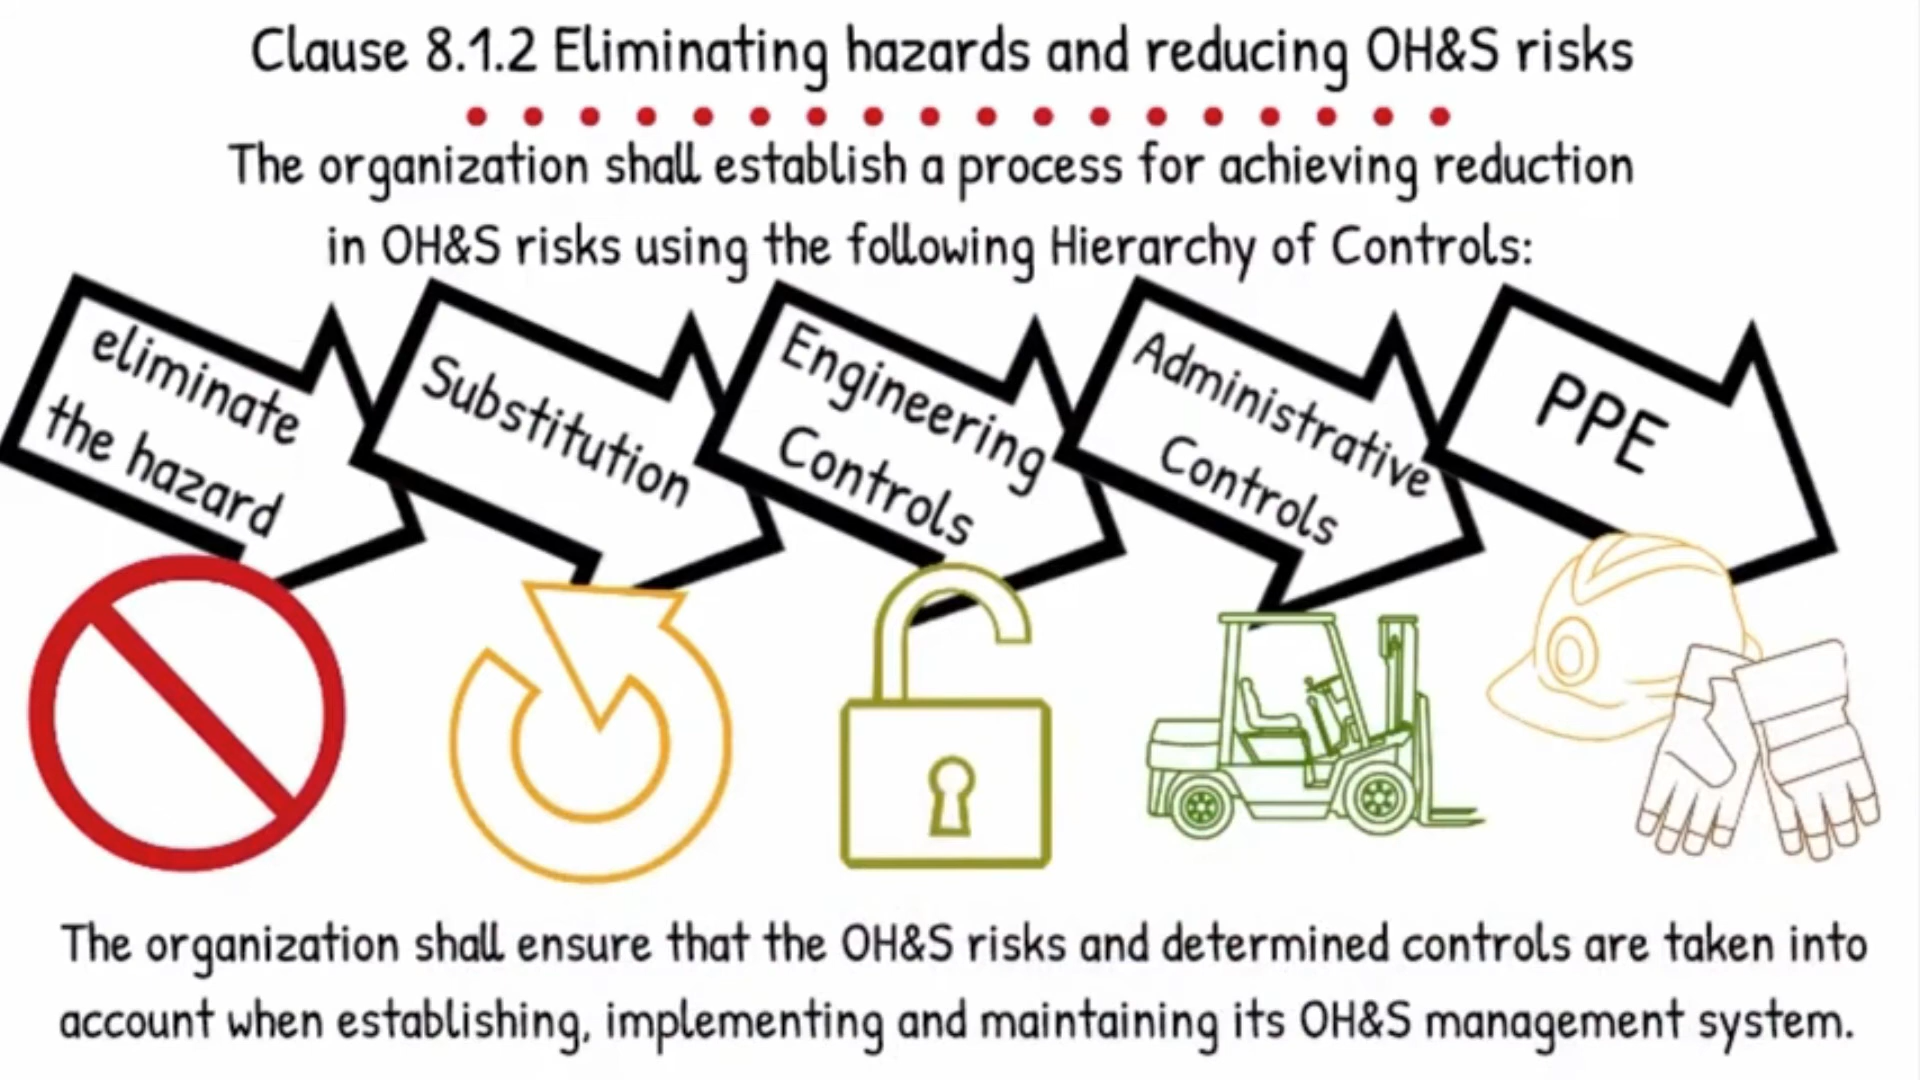 Clause 8.1.2 Eliminating hazards and reducing OH&S risks
The organization shall establish a process for achieving reduction
in OH&S risks using the following Hierarchy of Controls:
eliminate
the hazard
Substitution
Engineering
Controls
Administrative
Controls
PPE
The organization shall ensure that the OH&S risks and determined controls are taken into
account when establishing, implementing and maintaining its OH&S management system.